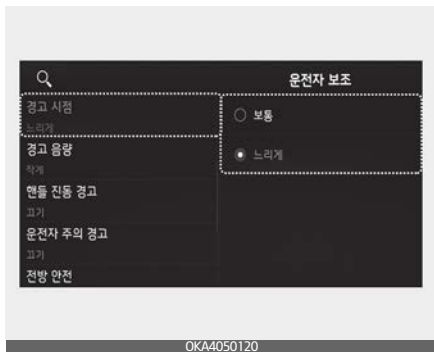 운전자 보조
경고 시점
느리게
경고 음량
작게
핸들 진동 경고
끄기
운전자 주의 경고
끄기
전방 안전
보통
느리게
OKA4050120